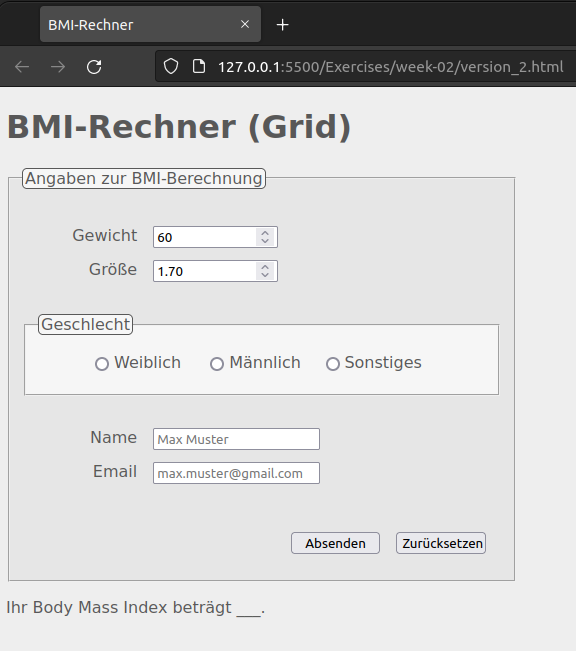 BMI-Rechner
127.0.0.1:5500/Exercises/week-02/version_2.html
BMI-Rechner (Grid)
Angaben zur BMI-Berechnung
Gewicht 60
Größe 1.70
Geschlecht
Weiblich Männlich Sonstiges
Name Max Muster
Email max.muster@gmail.com
Absenden Zurücksetzen
Ihr Body Mass Index beträgt ___.